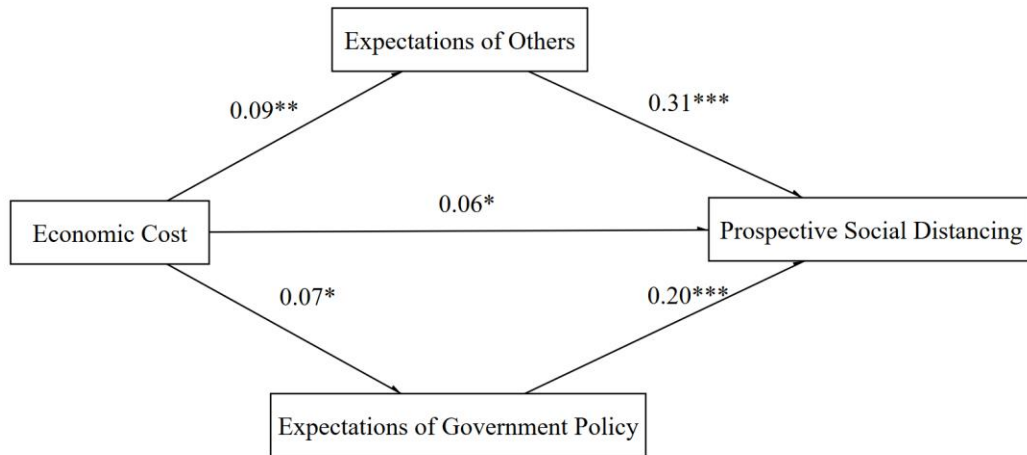 Expectations of Others
0.09**
0.31***
0.06*
Economic Cost
Prospective Social Distancing
0.07*
0.20***
Expectations of Government Policy